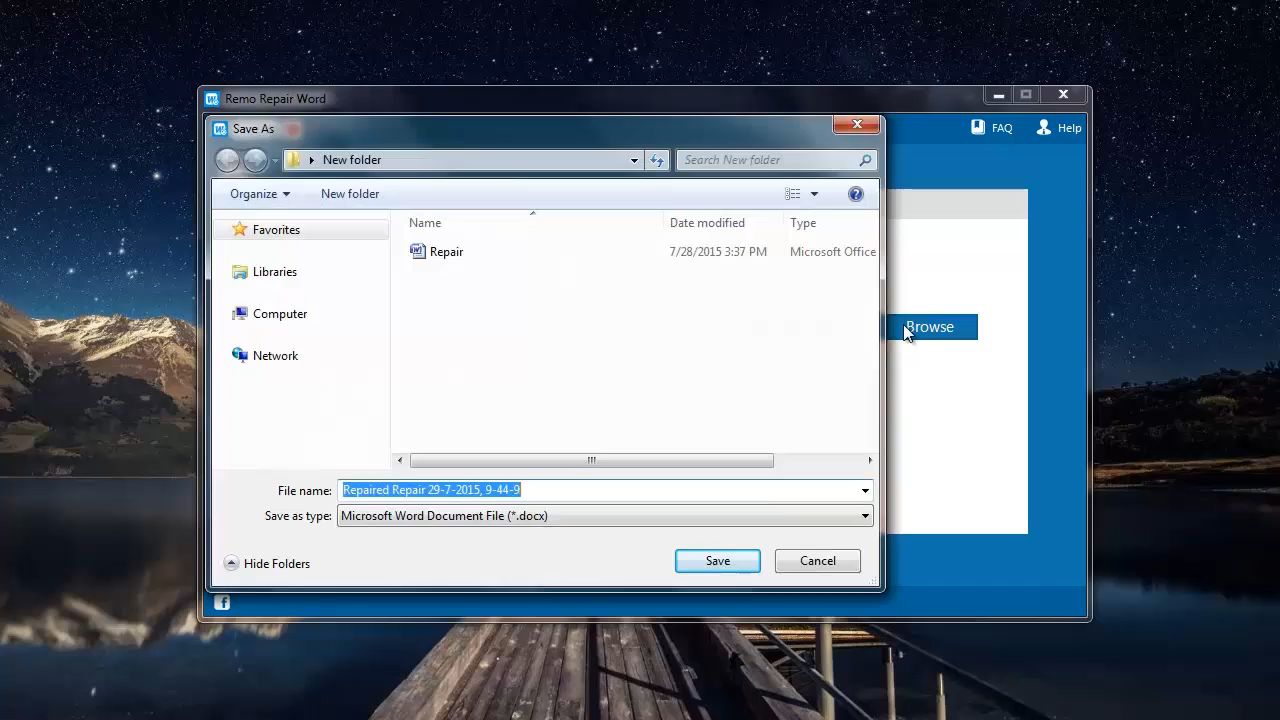 Remo Repair Word
FAQ Help
Save As
New folder
Search New folder
Organize New folder
Name Date modified Type
Favorites
Repair 7/28/2015 3:37 PM Microsoft Office
Libraries
Computer
Browse
Network
File name: Repaired Repair 29-7-2015, 9-44-9
Save as type: Microsoft Word Document File (*.docx)
Hide Folders Save Cancel